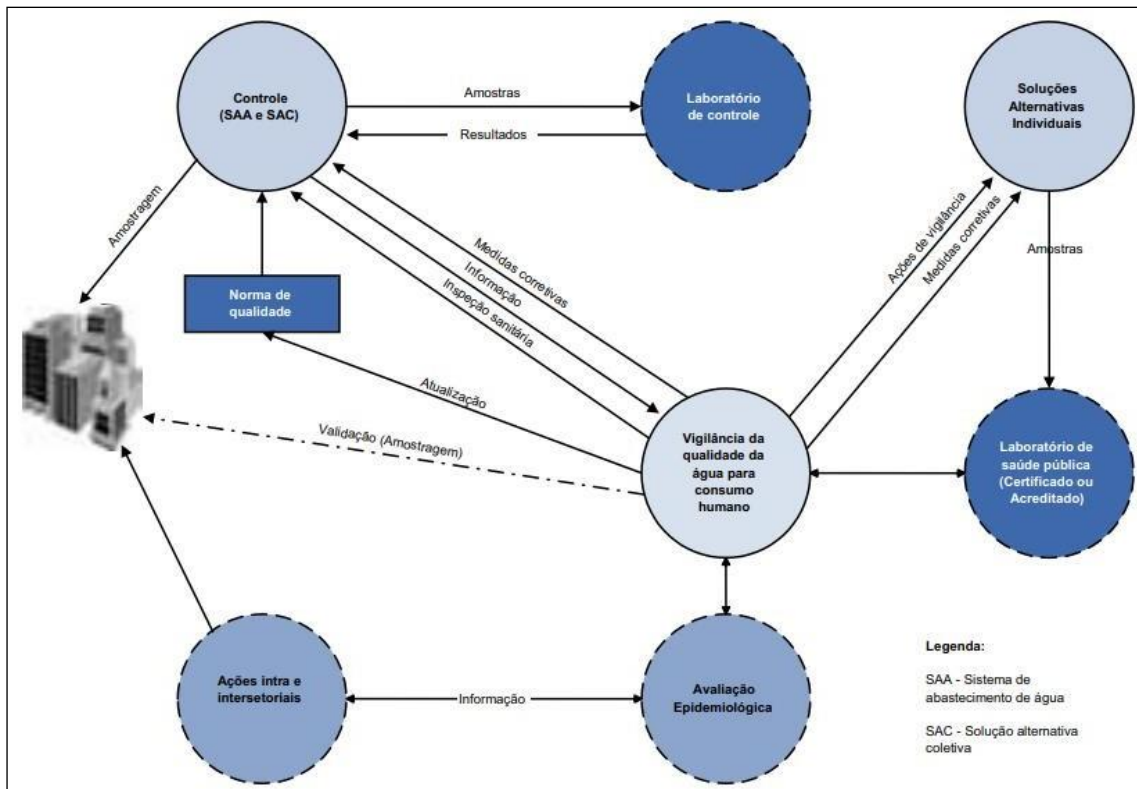 Controle
(SAA e SAC)
Amostras
Resultados
Laboratório
de controle
Soluções
Alternativas
Individuais
Amostragem
Norma de
qualidade
Medidas corretivas
Informação
Inspeção sanitária
Atualização
Validação (Amostragem)
Ações de vigilância
Medidas corretivas
Amostras
Vigilância da
qualidade da
água para
consumo
humano
Laboratório de
saúde pública
(Certificado ou
Acreditado)
Ações intra e
intersetoriais
Informação
Avaliação
Epidemiológica
Legenda:
SAA - Sistema de
abastecimento de água
SAC - Solução alternativa
coletiva